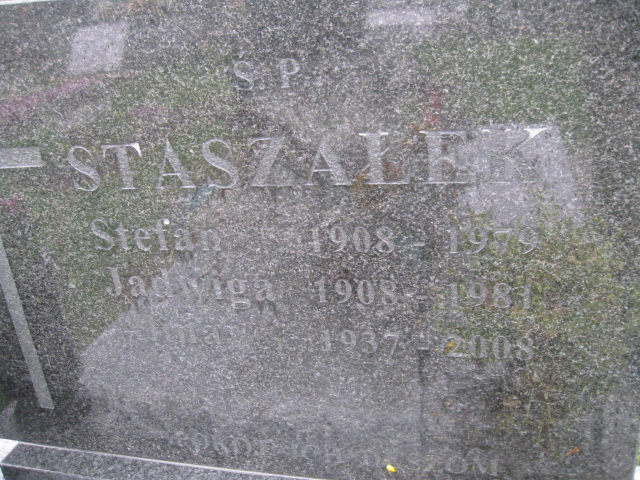 Ś.P.
STASZAŁEK
Stefan 1908 - 1979
Jadwiga 1908 - 1981
1937 - 2008